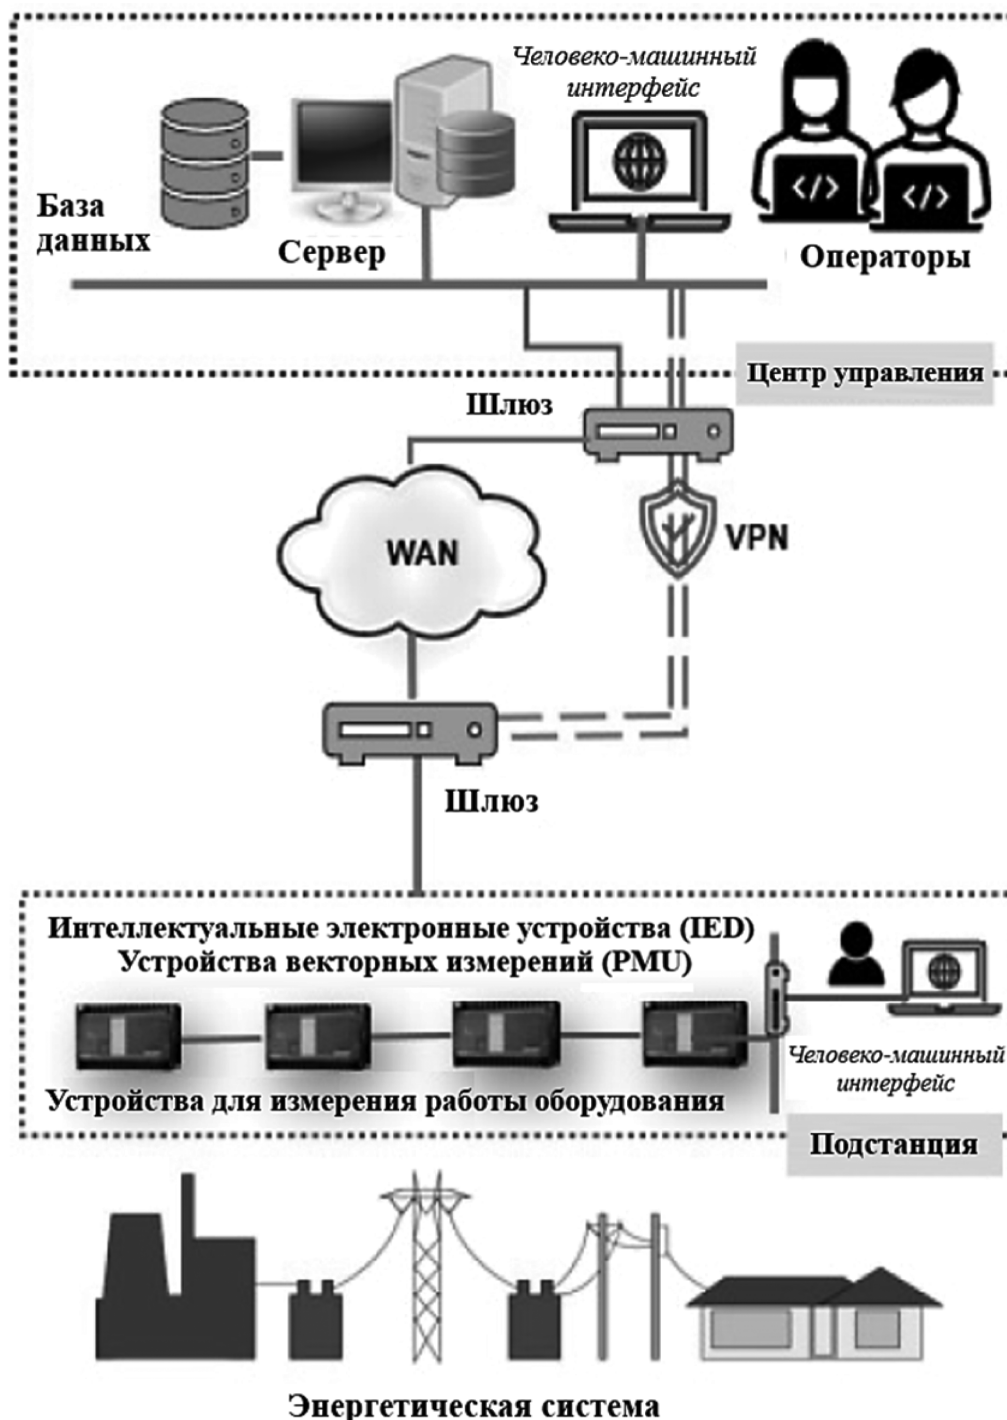 Человеко-машинный
интерфейс
База
данных
Сервер
</>
</>
Операторы
Центр управления
Шлюз
WAN
VPN
Шлюз
Интеллектуальные электронные устройства (IED)
Устройства векторных измерений (PMU)
Человеко-машинный
интерфейс
Устройства для измерения работы оборудования
Подстанция
Энергетическая система